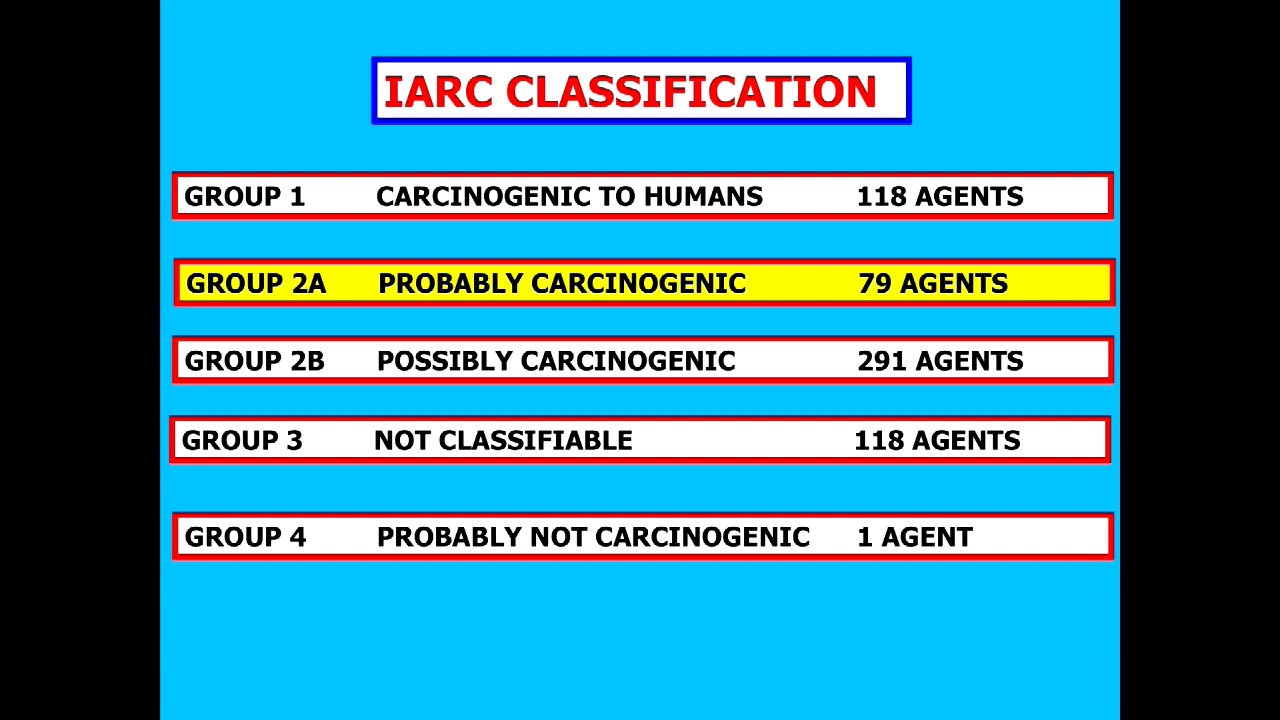 IARC CLASSIFICATION
GROUP 1 CARCINOGENIC TO HUMANS 118 AGENTS
GROUP 2A PROBABLY CARCINOGENIC 79 AGENTS
GROUP 2B POSSIBLY CARCINOGENIC 291 AGENTS
GROUP 3 NOT CLASSIFIABLE 118 AGENTS
GROUP 4 PROBABLY NOT CARCINOGENIC 1 AGENT